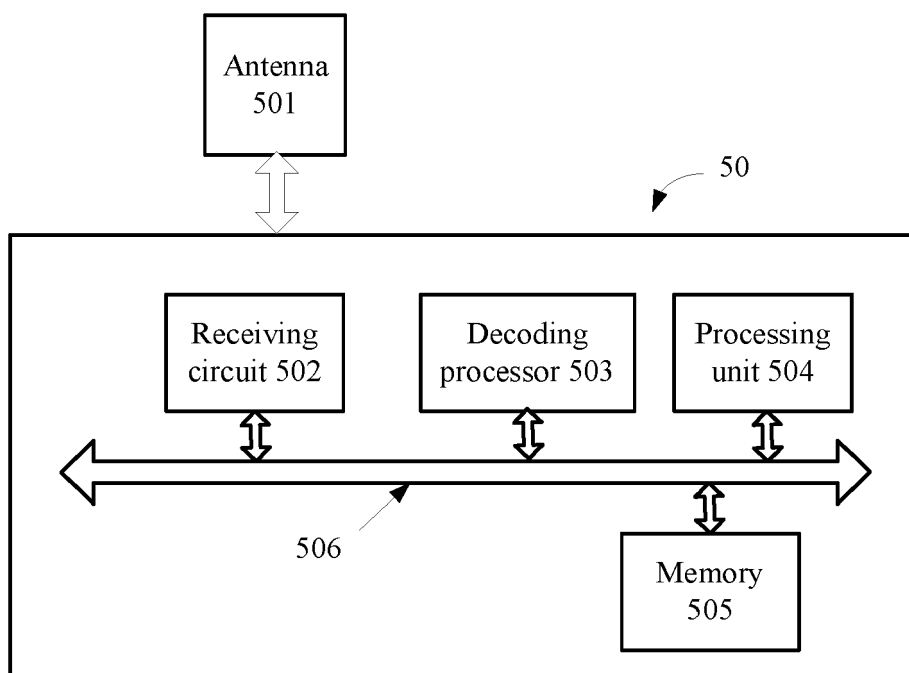 Antenna
501
50
Receiving
circuit 502
Decoding
processor 503
Processing
unit 504
506
Memory
505